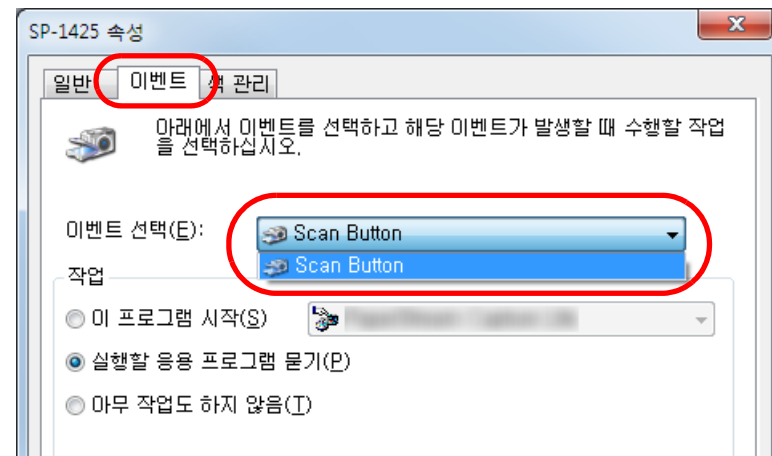 SP-1425 속성
일반 이벤트 색 관리
아래에서 이벤트를 선택하고 해당 이벤트가 발생할 때 수행할 작업
을 선택하십시오.
이벤트 선택(E): Scan Button
Scan Button
작업
이 프로그램 시작(S)
실행할 응용 프로그램 묻기(P)
아무 작업도 하지 않음(T)